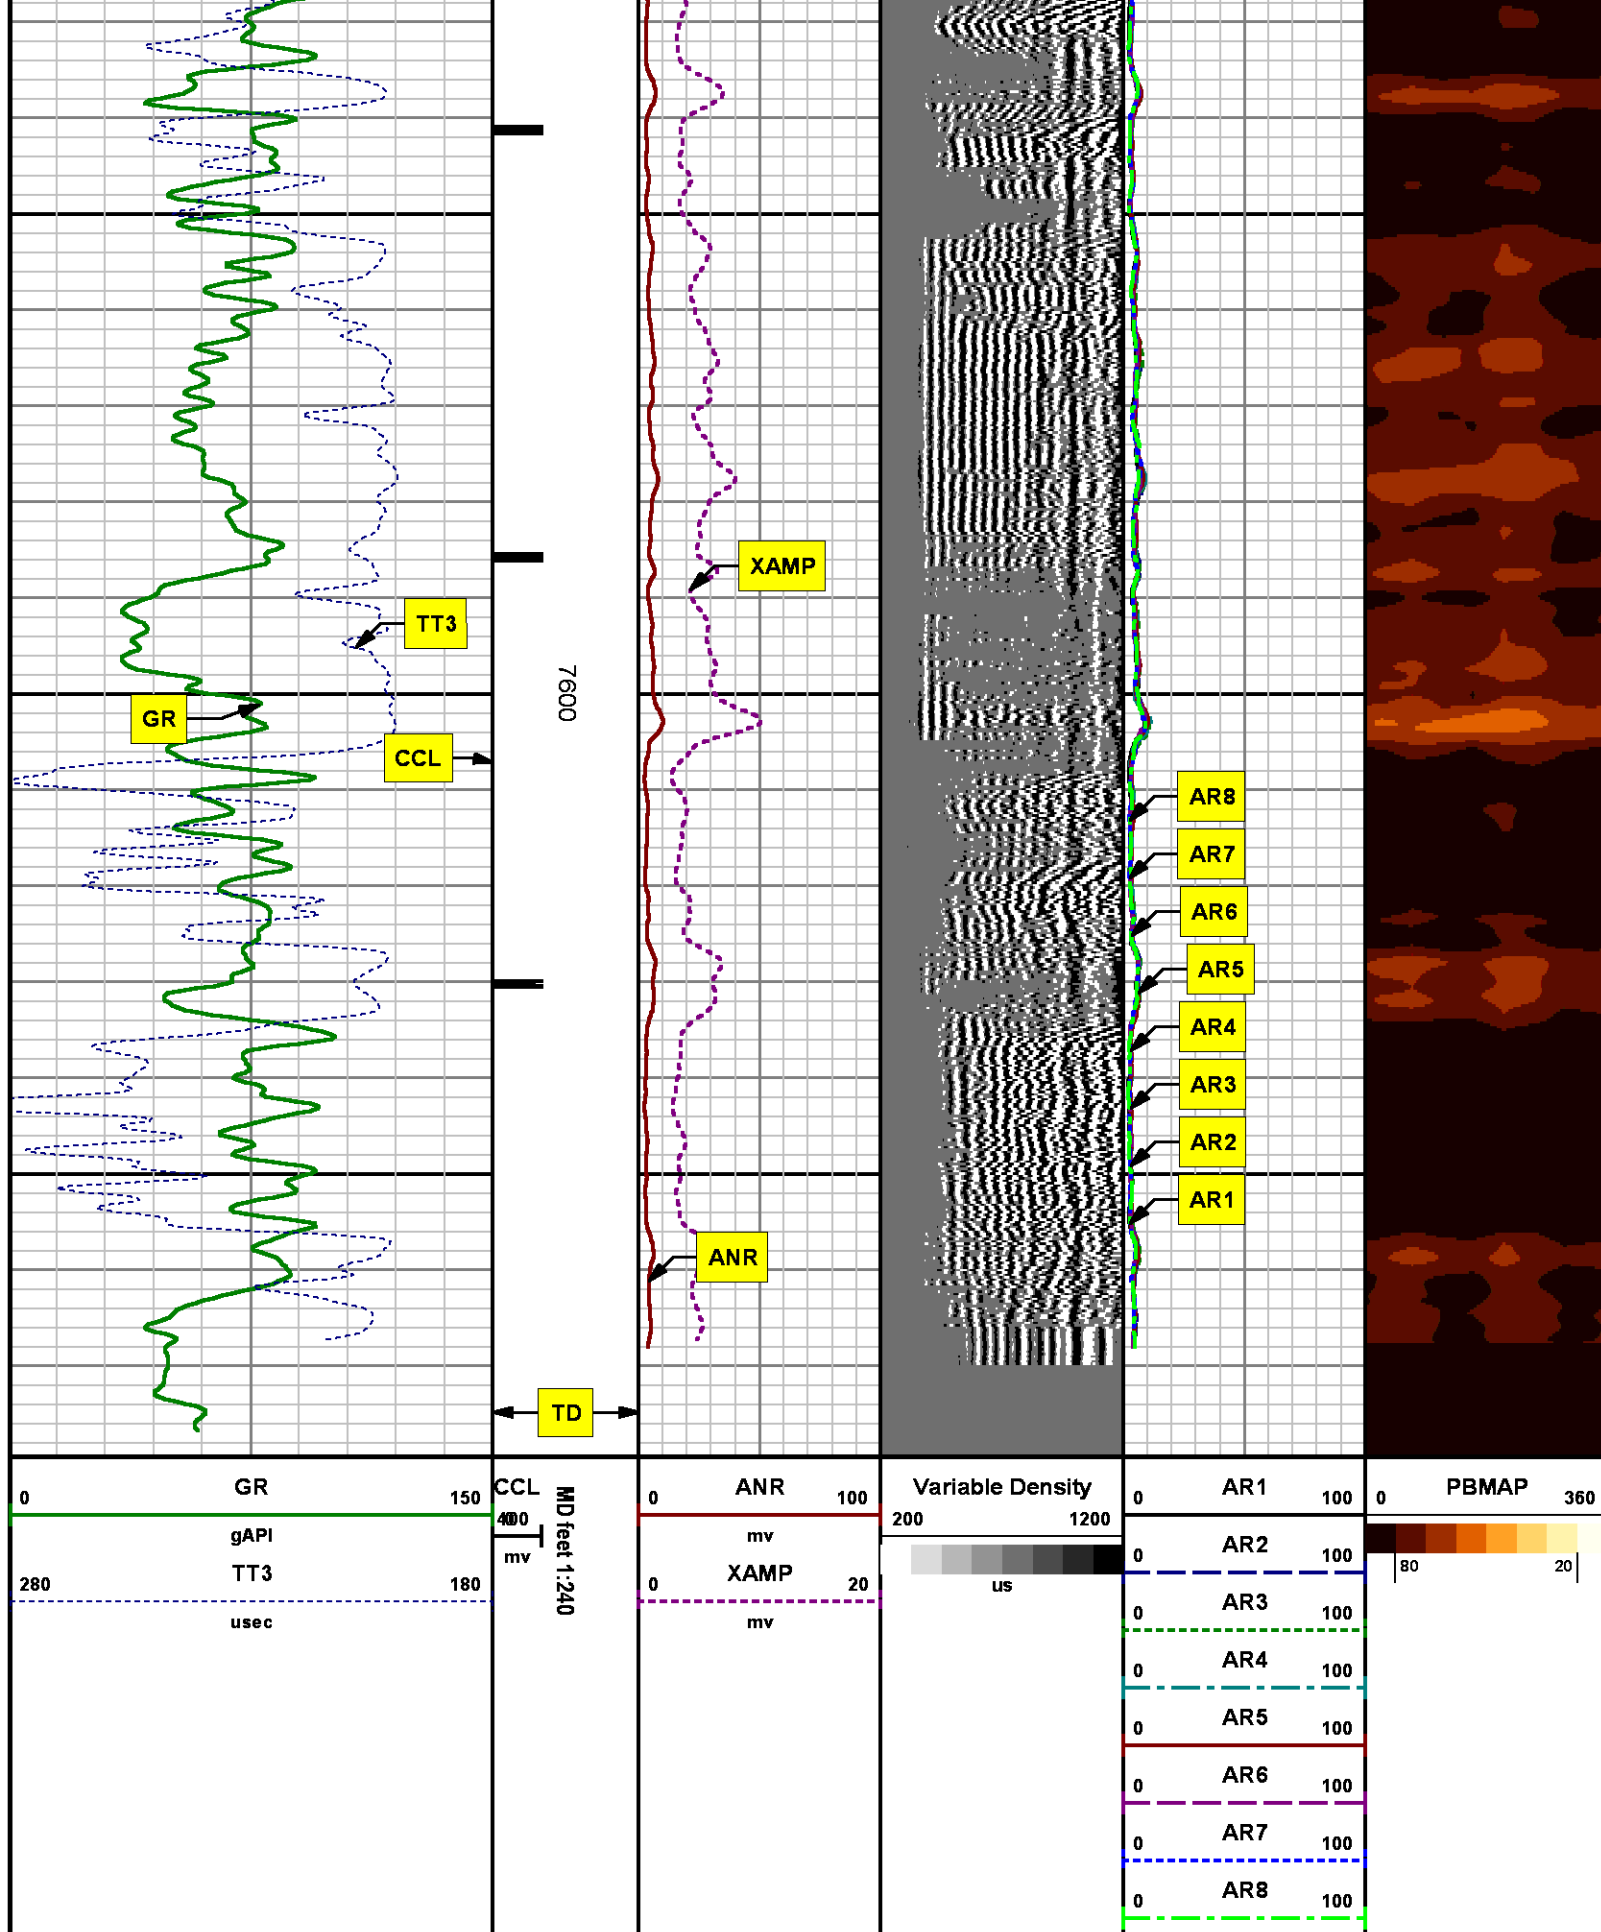 XAMP
TT3
7600
GR
CCL
AR8
AR7
AR6
AR5
AR4
AR3
AR2
AR1
ANR
TD
0 GR 150
gAPI
TT3
280 180
usec
CCL
mv
MD feet 1:240
0 ANR 100
mv
XAMP
0 20
mv
Variable Density
200 1200
us
0 AR1 100
AR2
0 100
AR3
0 100
AR4
0 100
AR5
0 100
AR6
0 100
AR7
0 100
AR8
0 100
0 PBMAP 360
80 20